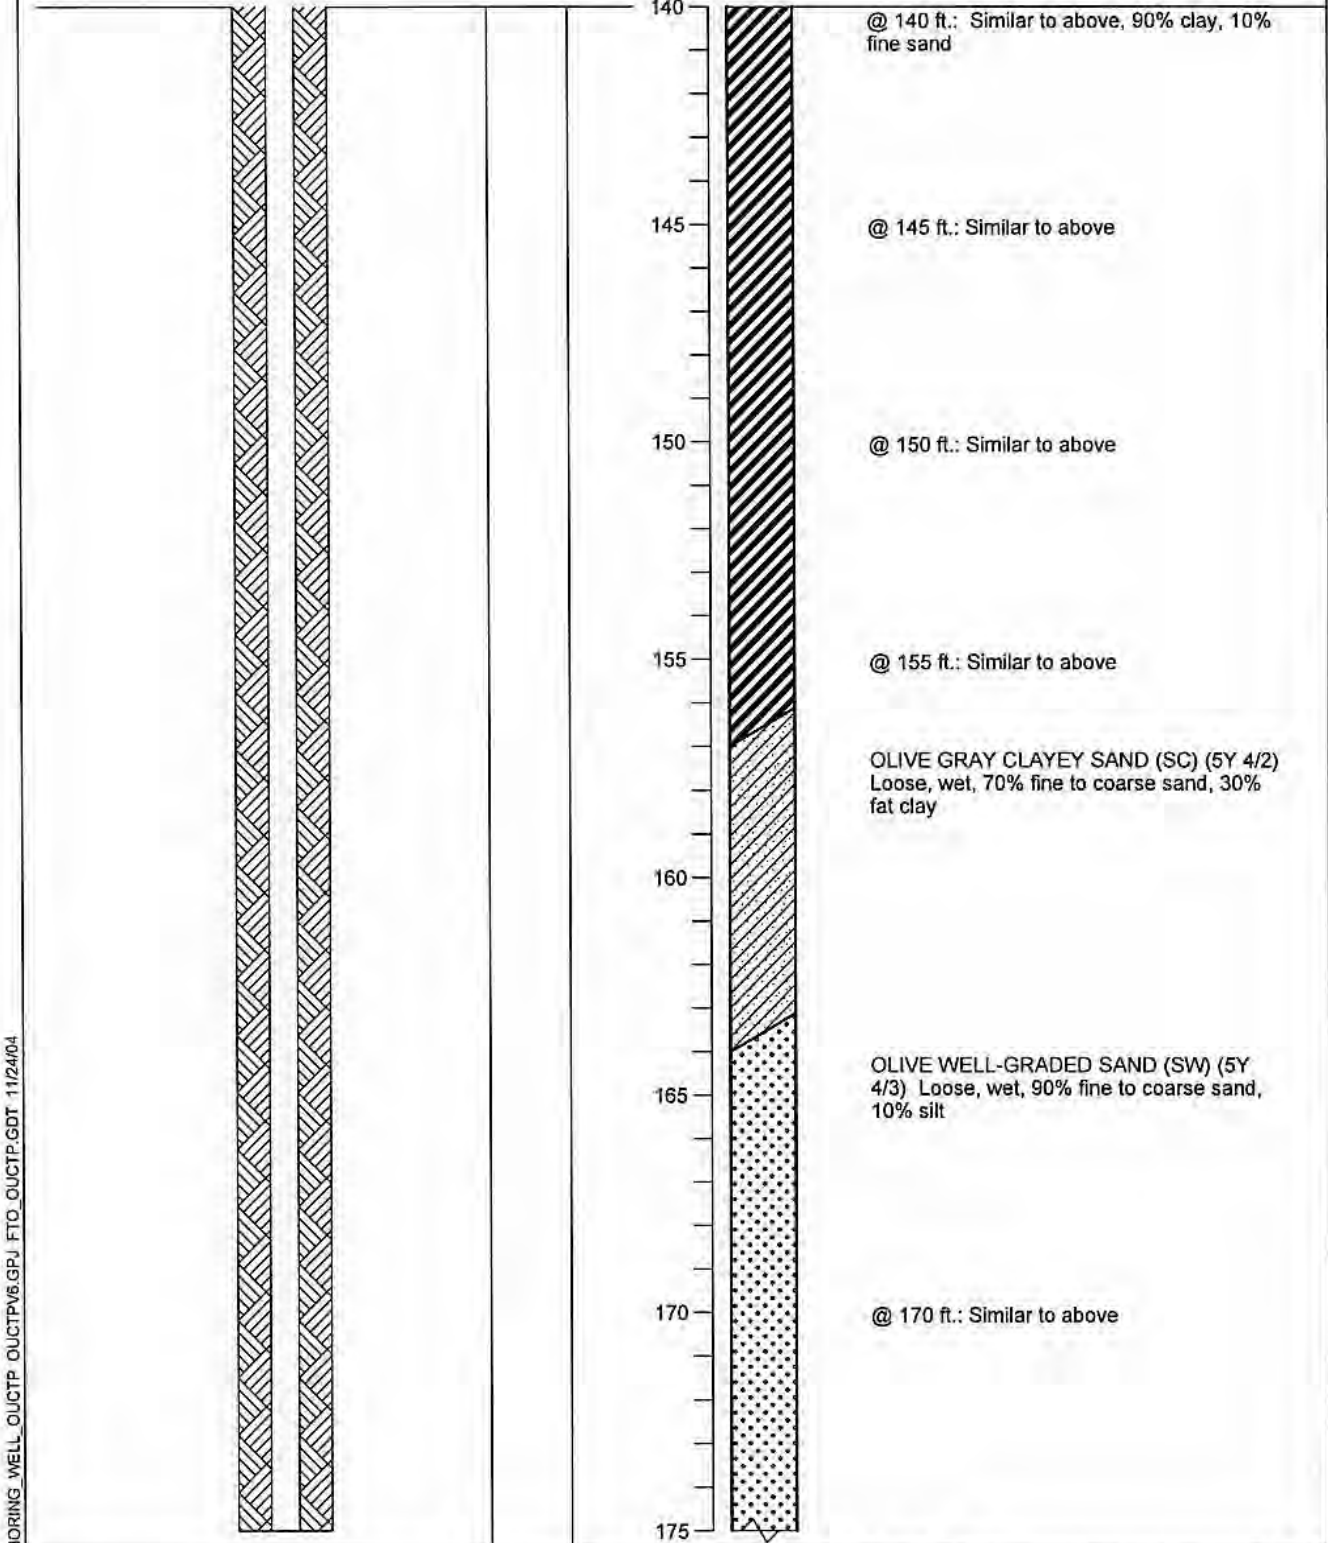 140
@ 140 ft.: Similar to above, 90% clay, 10%
fine sand
145
@ 145 ft.: Similar to above
150
@ 150 ft.: Similar to above
155
@ 155 ft.: Similar to above
OLIVE GRAY CLAYEY SAND (SC) (5Y 4/2)
Loose, wet, 70% fine to coarse sand, 30%
fat clay
160
OLIVE WELL-GRADED SAND (SW) (5Y
4/3) Loose, wet, 90% fine to coarse sand,
10% silt
165
170
@ 170 ft.: Similar to above
175
WELL_OUCTP OUCTPV6.GPJ FTO_OUCTP.GDT 11/24/04